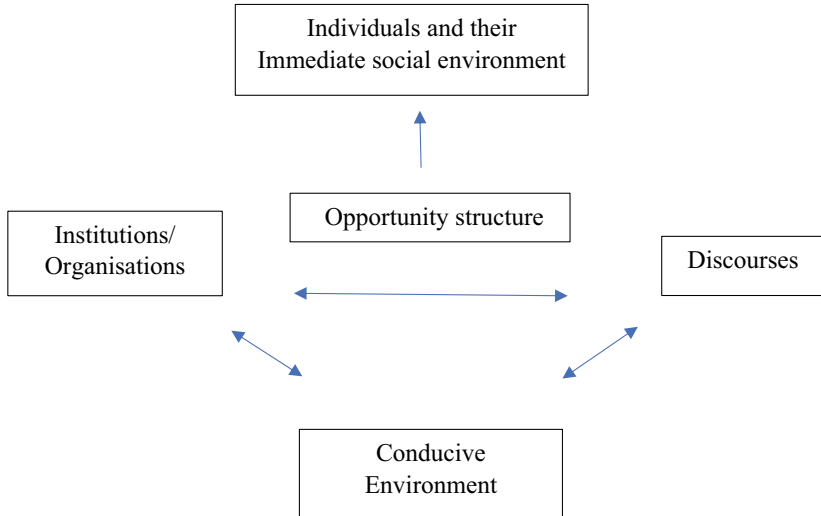 Individuals and their
Immediate social environment
Opportunity structure
Institutions/
Organisations
Discourses
Conducive
Environment